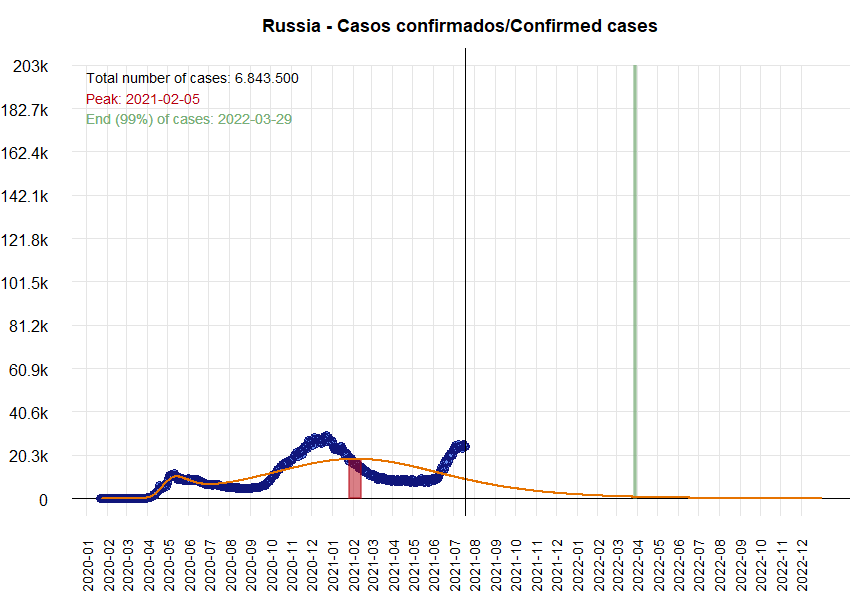 Russia - Casos confirmados/Confirmed cases
Total number of cases: 6.843.500
Peak: 2021-02-05
End (99%) of cases: 2022-03-29
203k
182.7k
162.4k
142.1k
121.8k
101.5k
81.2k
60.9k
40.6k
20.3k
0
2020-01
2020-02
2020-03
2020-04
2020-05
2020-06
2020-07
2020-08
2020-09
2020-10
2020-11
2020-12
2021-01
2021-02
2021-03
2021-04
2021-05
2021-06
2021-07
2021-08
2021-09
2021-10
2021-11
2021-12
2022-01
2022-02
2022-03
2022-04
2022-05
2022-06
2022-07
2022-08
2022-09
2022-10
2022-11
2022-12